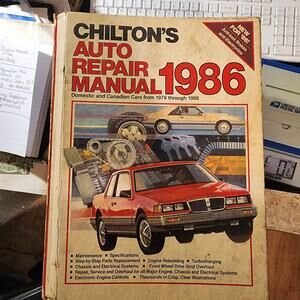 CHILTON'S
AUTO
REPAIR
MANUAL 1986
Domestic and Canadian Cars from 1979 through 1986
NEW
FOR '86!
• Maintenance • Specifications
• Step-by-Step Parts Replacement • Engine Rebuilding • Turbocharging
• Chassis and Electrical Systems • Front Wheel Drive Strut Overhaul
• Repair, Service and Overhaul for all Major Engine, Chassis and Electrical Systems
• Electronic Engine Controls • Thousands of Crisp, Clear Illustrations